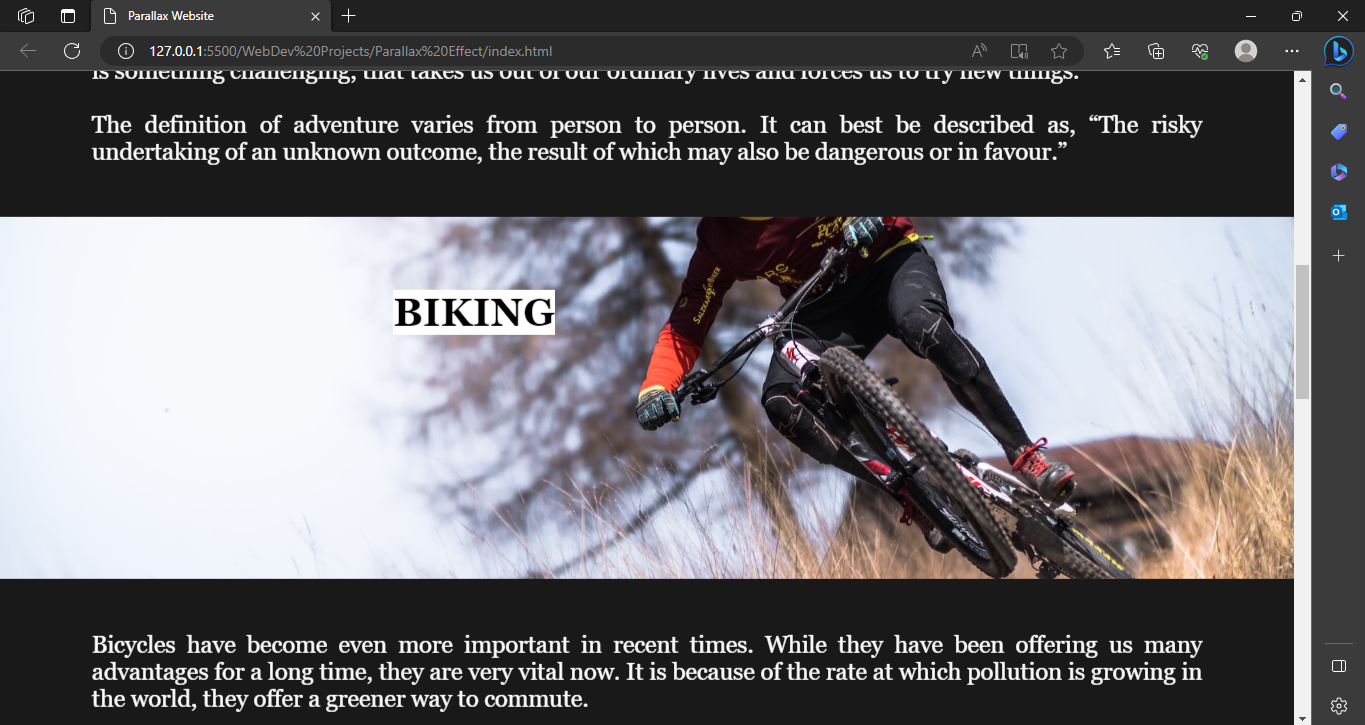 Parallax Website
127.0.0.1:5500/WebDev%20Projects/Parallax%20Effect/index.html
is something challenging, that takes us out of our ordinary lives and forces us to try new things.
The definition of adventure varies from person to person. It can best be described as, “The risky
undertaking of an unknown outcome, the result of which may also be dangerous or in favour.”
BIKING
Bicycles have become even more important in recent times. While they have been offering us many
advantages for a long time, they are very vital now. It is because of the rate at which pollution is growing in
the world, they offer a greener way to commute.